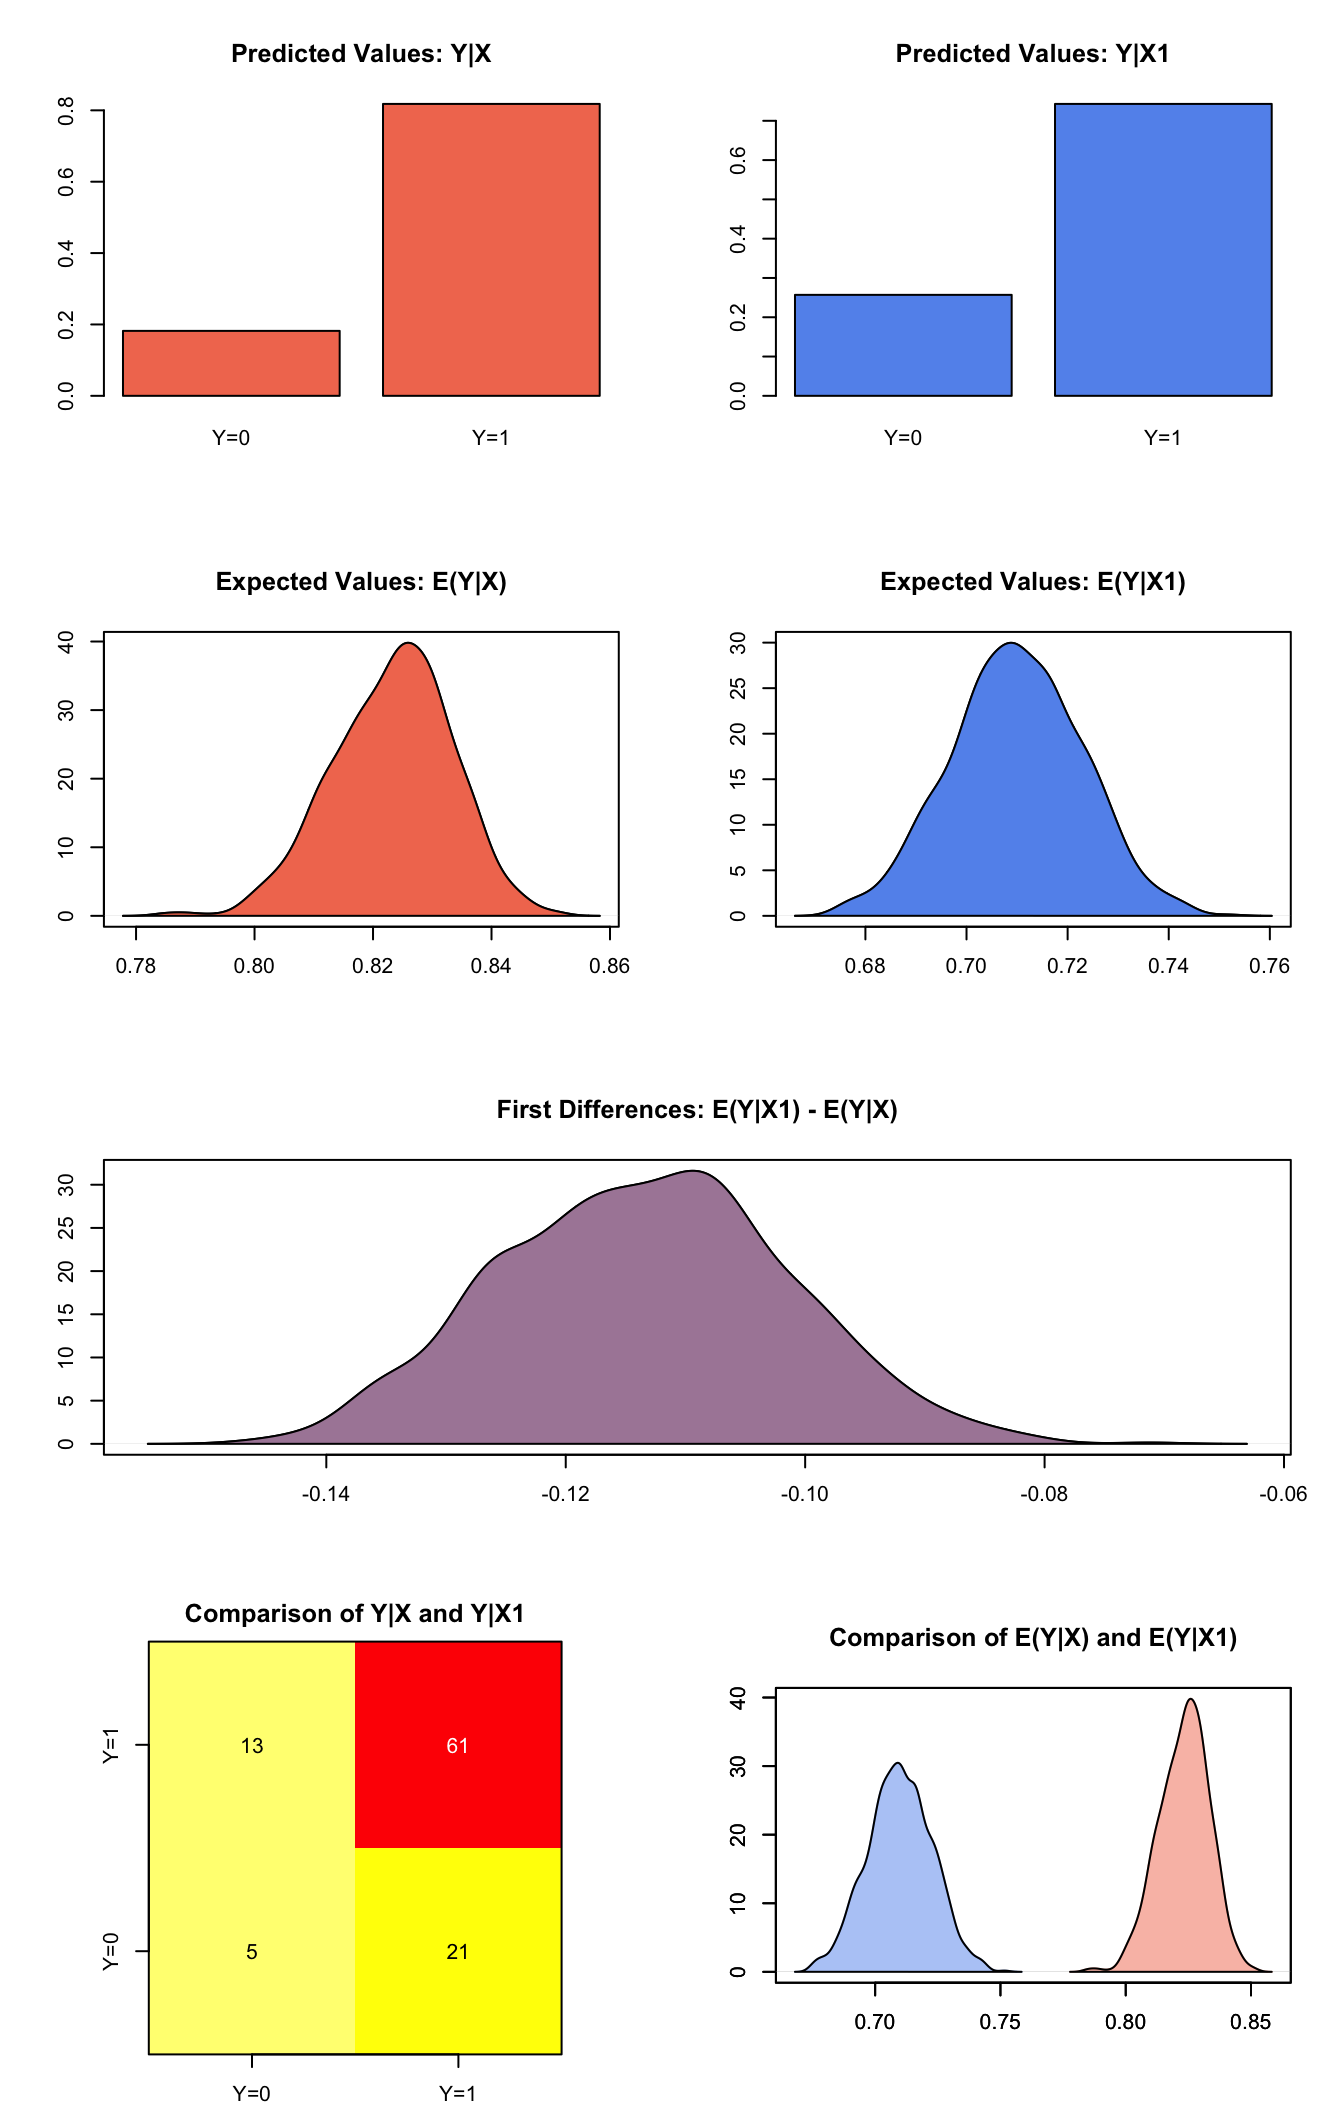 Predicted Values: Y|X
0.8
0.6
0.4
0.2
0.0
Y=0 Y=1
Predicted Values: Y|X1
0.6
0.4
0.2
0.0
Y=0 Y=1
Expected Values: E(Y|X)
40
30
20
10
0
0.78 0.80 0.82 0.84 0.86
Expected Values: E(Y|X1)
30
25
20
15
10
5
0
0.68 0.70 0.72 0.74 0.76
First Differences: E(Y|X1) - E(Y|X)
30
25
20
15
10
5
0
-0.14 -0.12 -0.10 -0.08 -0.06
Comparison of Y|X and Y|X1
Y=1 13 61
Y=0 5 21
Y=0 Y=1
Comparison of E(Y|X) and E(Y|X1)
40
30
20
10
0
0.70 0.75 0.80 0.85